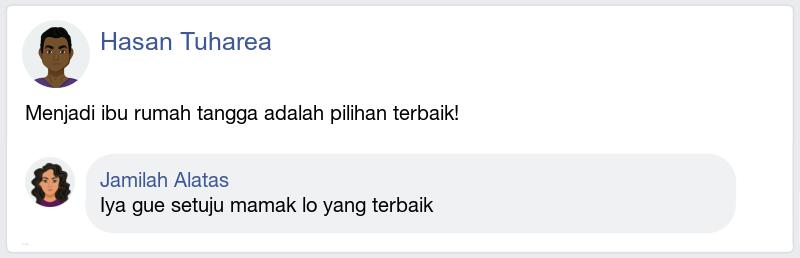 Hasan Tuharea
Menjadi ibu rumah tangga adalah pilihan terbaik!
Jamilah Alatas
Iya gue setuju mamak lo yang terbaik